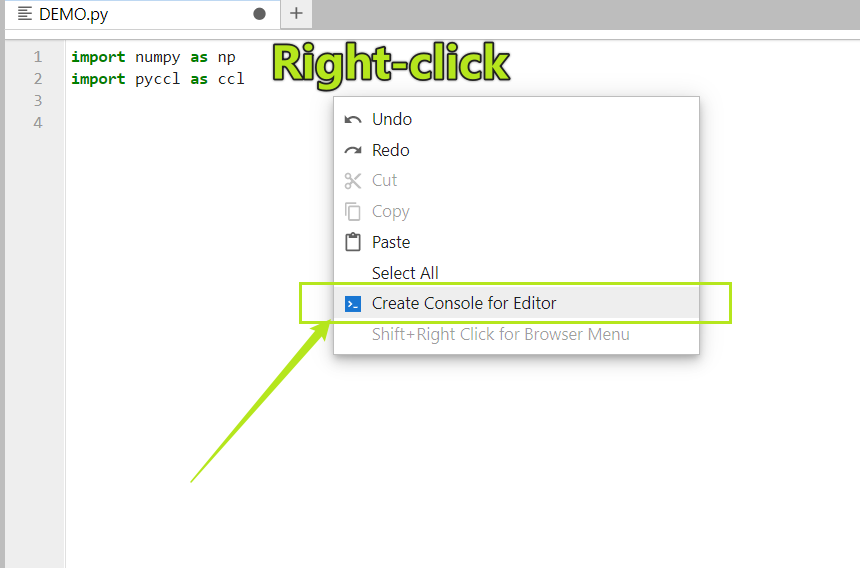 DEMO.py
Right-click
1 import numpy as np
2 import pyccl as ccl
3
4
Undo
Redo
Cut
Copy
Paste
Select All
Create Console for Editor
Shift+Right Click for Browser Menu